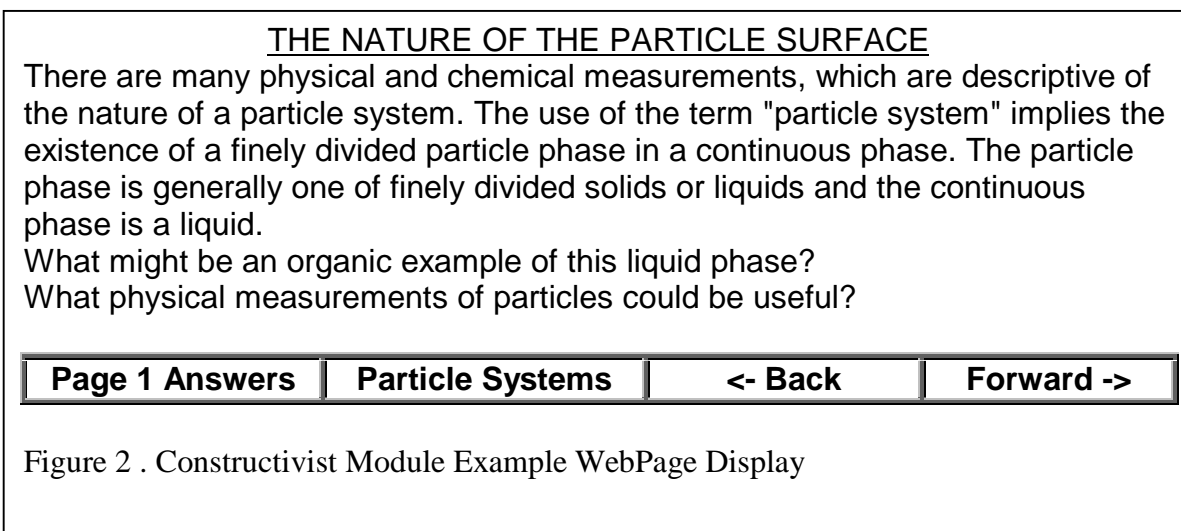 THE NATURE OF THE PARTICLE SURFACE
There are many physical and chemical measurements, which are descriptive of
the nature of a particle system. The use of the term "particle system" implies the
existence of a finely divided particle phase in a continuous phase. The particle
phase is generally one of finely divided solids or liquids and the continuous
phase is a liquid.
What might be an organic example of this liquid phase?
What physical measurements of particles could be useful?
Page 1 Answers Particle Systems <- Back Forward ->
Figure 2 . Constructivist Module Example WebPage Display